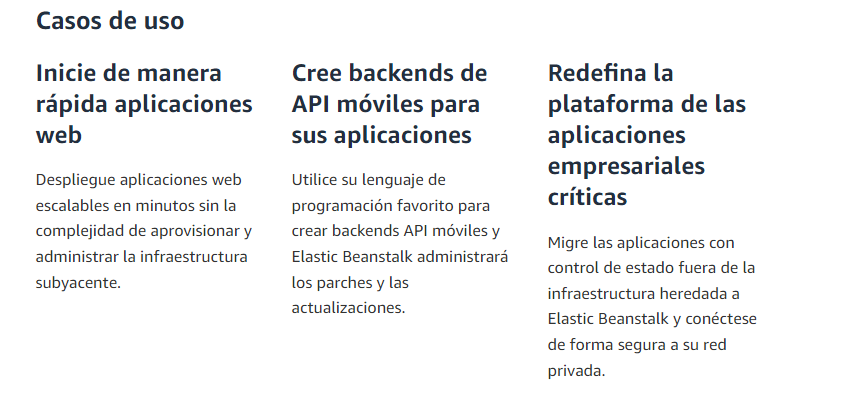 Casos de uso
Inicie de manera
rápida aplicaciones
web
Despliegue aplicaciones web
escalables en minutos sin la
complejidad de aprovisionar y
administrar la infraestructura
subyacente.
Cree backends de
API móviles para
sus aplicaciones
Utilice su lenguaje de
programación favorito para
crear backends API móviles y
Elastic Beanstalk administrará
los parches y las
actualizaciones.
Redefina la
plataforma de las
aplicaciones
empresariales
críticas
Migre las aplicaciones con
control de estado fuera de la
infraestructura heredada a
Elastic Beanstalk y conéctese
de forma segura a su red
privada.